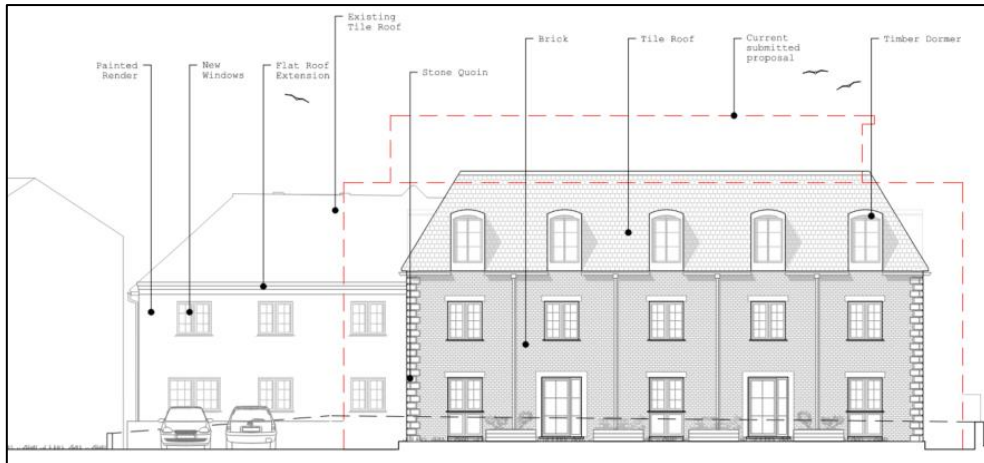 Existing
Tile Roof
Painted
Render
New
Windows
Flat Roof
Extension
Stone Quoin
Brick
Tile Roof
Current
submitted
proposal
Timber Dormer